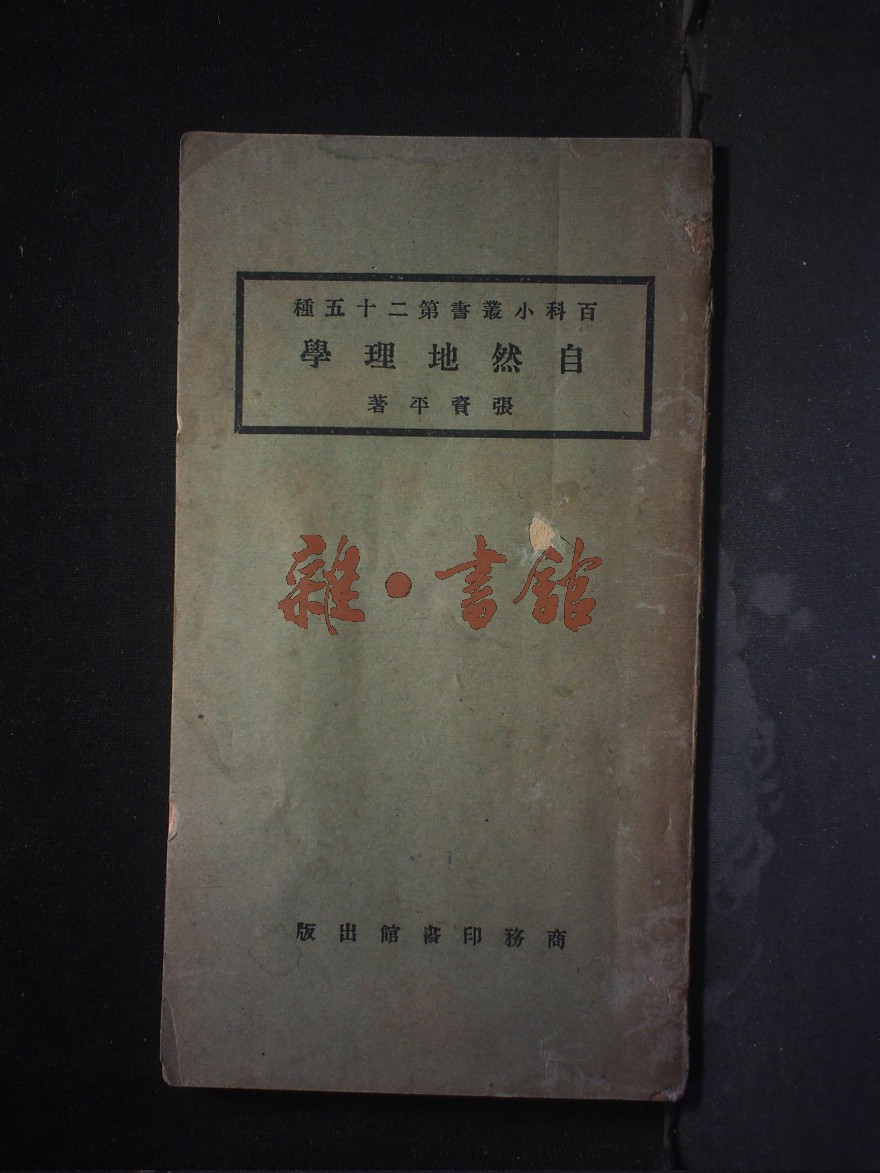 百科小叢書第二十五種
自然地理學
張資平著
雜·書館
商務印書館出版